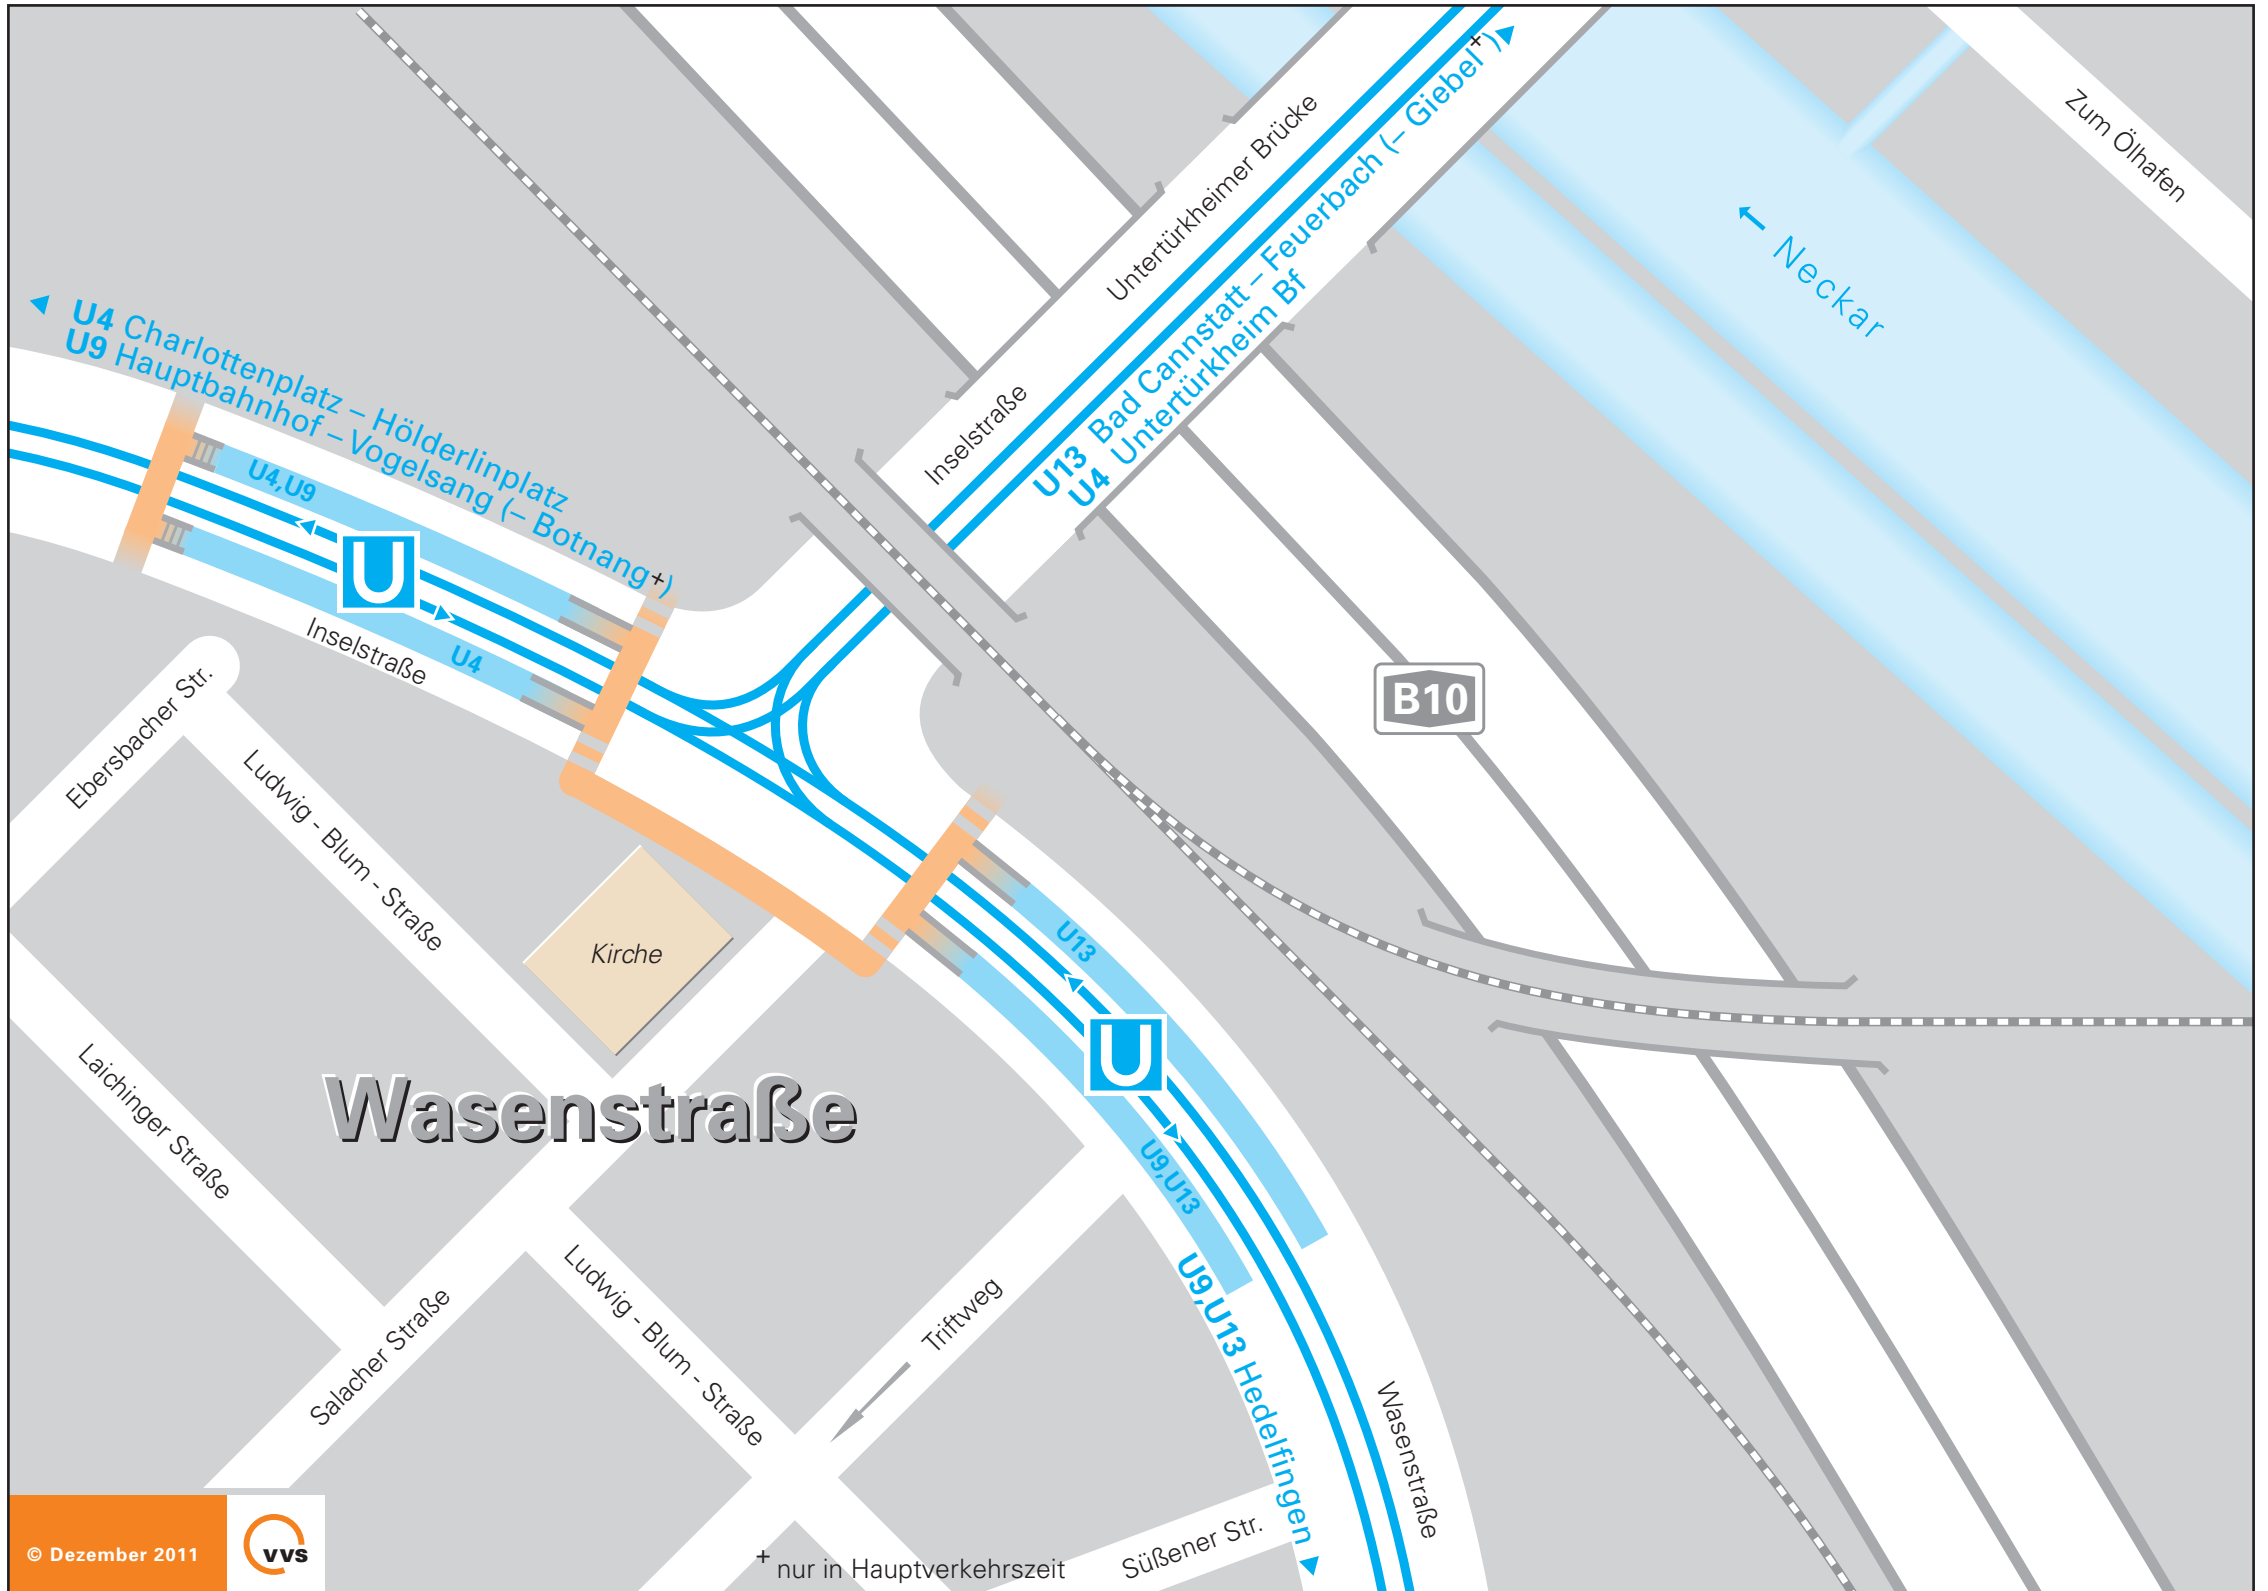 Zum Ölhafen
Untertürkheimer Brücke
← Neckar
U13 Bad Cannstatt – Feuerbach (– Giebel+)
U4 Untertürkheim Bf
Inselstraße
U4 Charlottenplatz – Hölderlinplatz
U9 Hauptbahnhof – Vogelsang (– Botnang+)
U4,U9
U
U4
Inselstraße
B10
Ebersbacher Str.
Ludwig - Blum - Straße
Kirche
U13
U
U9,U13
Laichinger Straße
Wasenstraße
Salacher Straße
Ludwig - Blum - Straße
Triftweg
U9,U13 Hedelfingen
Wasenstraße
Süßener Str.
© Dezember 2011
vvs
+ nur in Hauptverkehrszeit